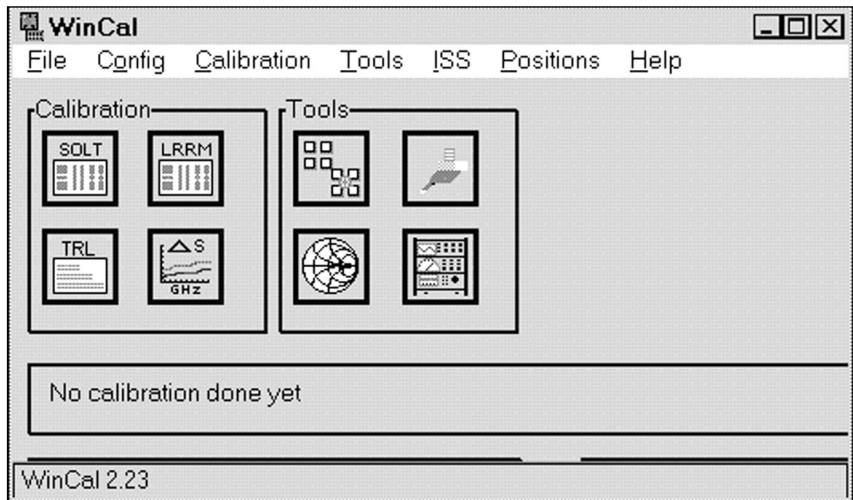 WinCal
File Config Calibration Tools ISS Positions Help
Calibration Tools
SOLT LRRM
TRL ΔS
GHz
No calibration done yet
WinCal 2.23